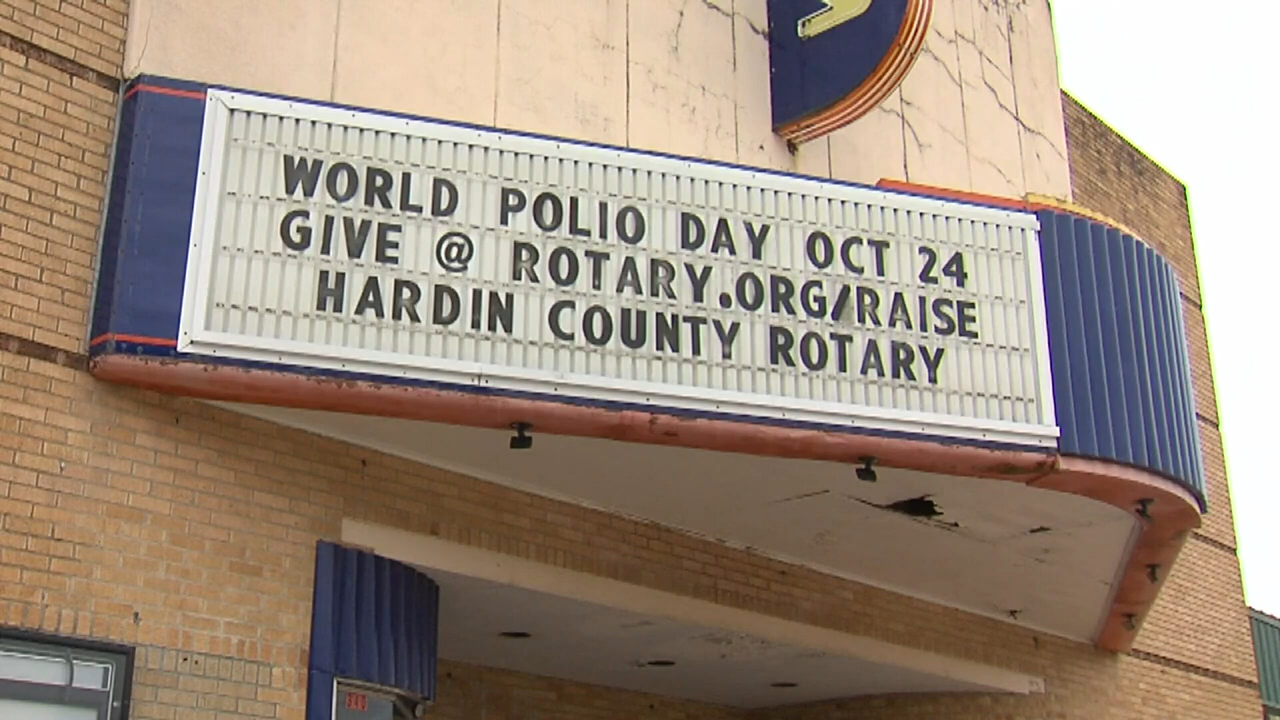 WORLD POLIO DAY OCT 24
GIVE @ ROTARY.ORG/RAISE
HARDIN COUNTY ROTARY